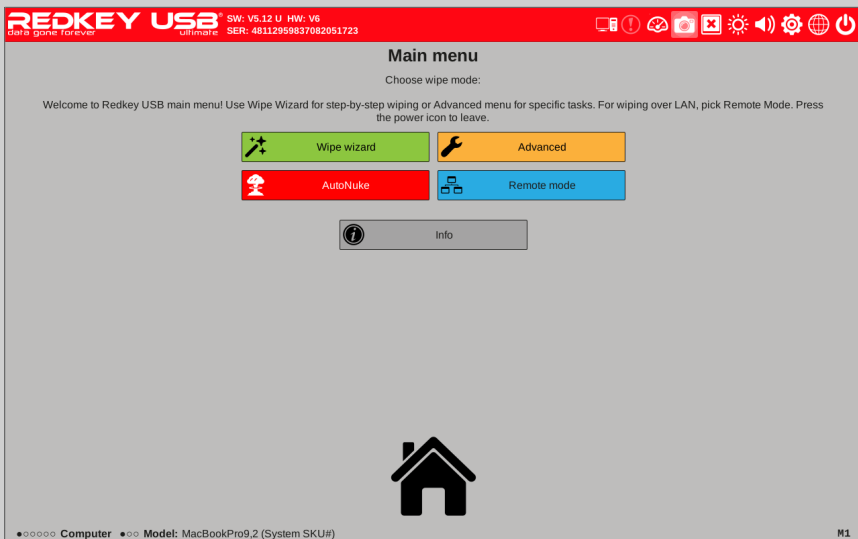 REDKEY USB®
data gone forever
ultimate
SW: V5.12 U HW: V6
SER: 48112959837082051723
Main menu
Choose wipe mode:
Welcome to Redkey USB main menu! Use Wipe Wizard for step-by-step wiping or Advanced menu for specific tasks. For wiping over LAN, pick Remote Mode. Press
the power icon to leave.
Wipe wizard
Advanced
AutoNuke
Remote mode
Info
Computer Model: MacBookPro9,2 (System SKU#)
M1